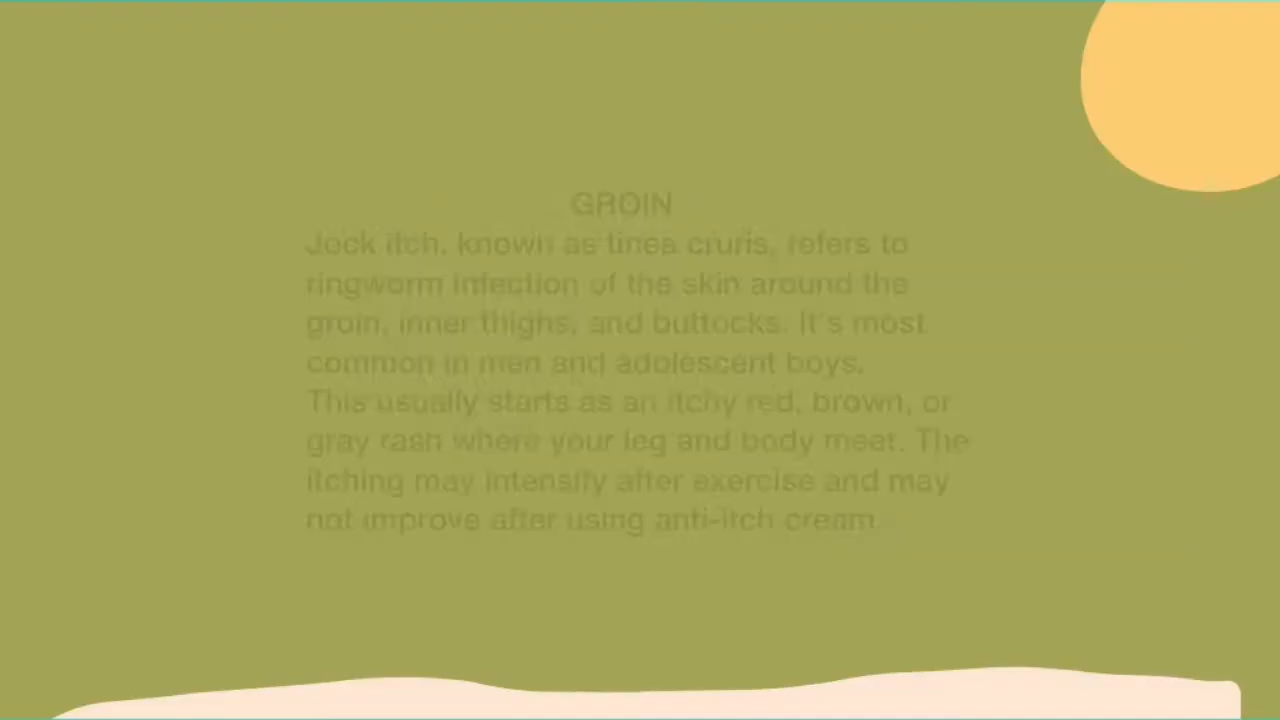 GROIN
Jock itch, known as tinea cruris, refers to
ringworm infection of the skin around the
groin, inner thighs, and buttocks. It's most
common in men and adolescent boys.
This usually starts as an itchy red, brown, or
gray rash where your leg and body meet. The
itching may intensify after exercise and may
not improve after using anti-itch cream.